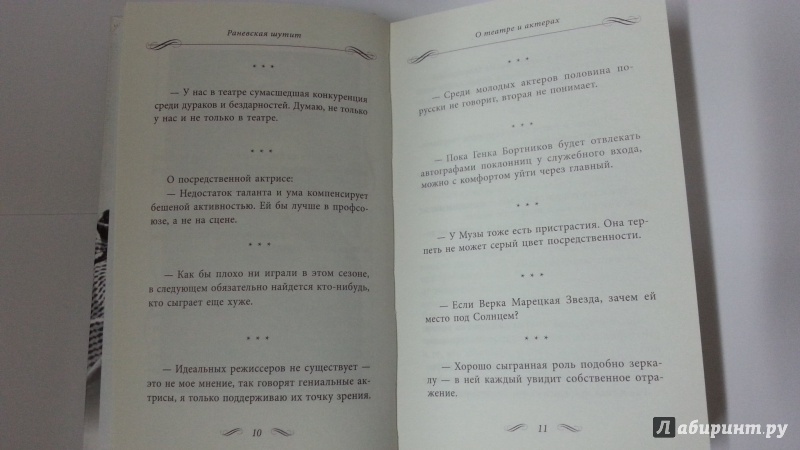 Раневская шутит
* * *
— У нас в театре сумасшедшая конкуренция
среди дураков и бездарностей. Думаю, не только
у нас и не только в театре.
* * *
О посредственной актрисе:
— Недостаток таланта и ума компенсирует
бешеной активностью. Ей бы лучше в профсо-
юзе, а не на сцене.
* * *
— Как бы плохо ни играли в этом сезоне,
в следующем обязательно найдется кто-нибудь,
кто сыграет еще хуже.
* * *
— Идеальных режиссеров не существует —
это не мое мнение, так говорят гениальные ак-
трисы, я только поддерживаю их точку зрения.
10
О театре и актерах
* * *
— Среди молодых актеров половина по-
русски не говорит, вторая не понимает.
* * *
— Пока Генка Бортников будет отвлекать
автографами поклонниц у служебного входа,
можно с комфортом уйти через главный.
* * *
— У Музы тоже есть пристрастия. Она тер-
петь не может серый цвет посредственности.
* * *
— Если Верка Марецкая Звезда, зачем ей
место под Солнцем?
* * *
— Хорошо сыгранная роль подобно зерка-
лу — в ней каждый увидит собственное отра-
жение.
11
Лабиринт.ру